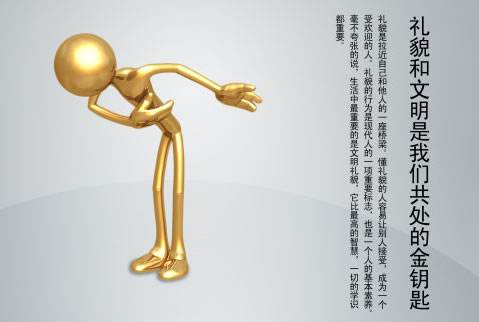 礼貌和文明是我们共处的金钥匙
礼貌是拉近自己和他人的一座桥梁，懂礼貌的人容易让别人接受，成为一个
受欢迎的人，礼貌的行为是现代人的一项重要标志，也是一个人的基本素养。
毫不夸张的说，生活中最重要的是文明礼貌，它比最高的智慧，一切的学识
都重要。